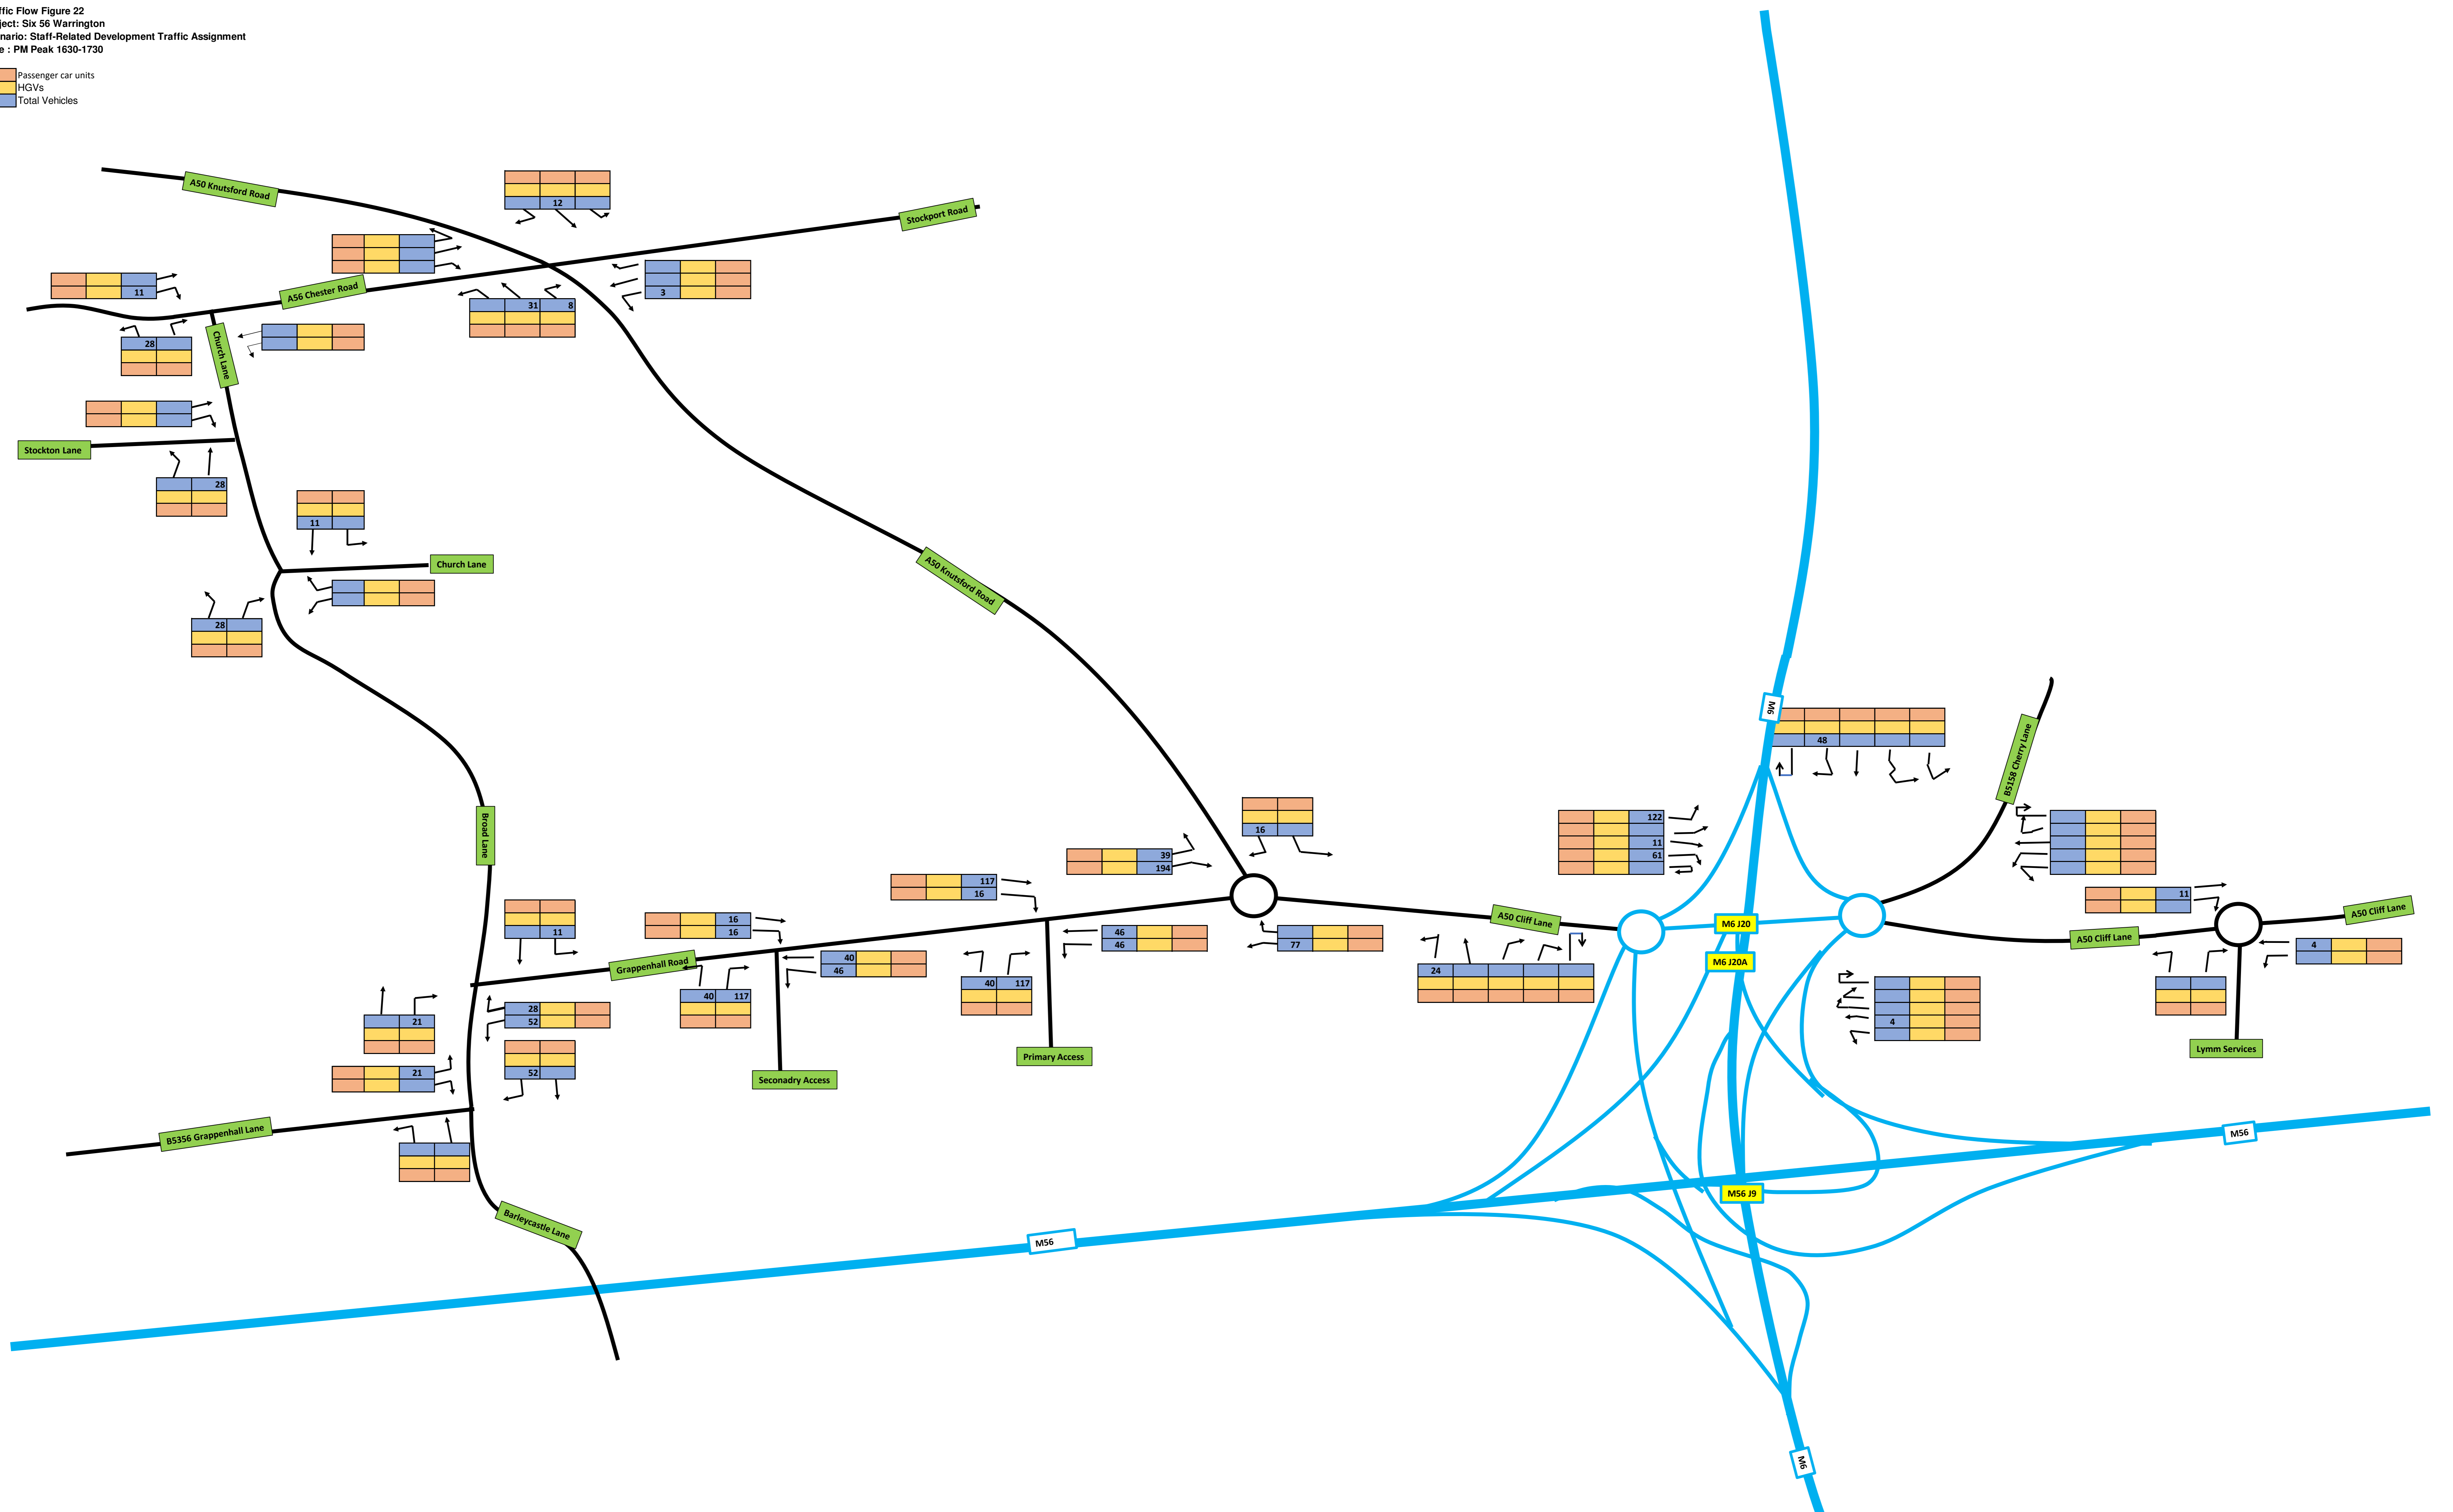 ffic Flow Figure 22
ject: Six 56 Warrington
nario: Staff-Related Development Traffic Assignment
e : PM Peak 1630-1730
Passenger car units
HGVs
Total Vehicles
A50 Knutsford Road
12
Stockport Road
11
A56 Chester Road
31 8
3
Church Lane
28
Stockton Lane
28
11
Church Lane
28
A50 Knutsford Road
M6
48
B5158 Cherry Lane
Broad Lane
16
39
194
122
11
61
117
16
11
16
16
11
A50 Cliff Lane
M6 J20
A50 Cliff Lane
A50 Cliff Lane
46
46
77
4
Grappenhall Road
40
46
M6 J20A
24
40 117
40 117
28
52
21
4
Primary Access
Lymm Services
21
52
Seconadry Access
B5356 Grappenhall Lane
M56
M56 J9
Barleycastle Lane
M56
M6